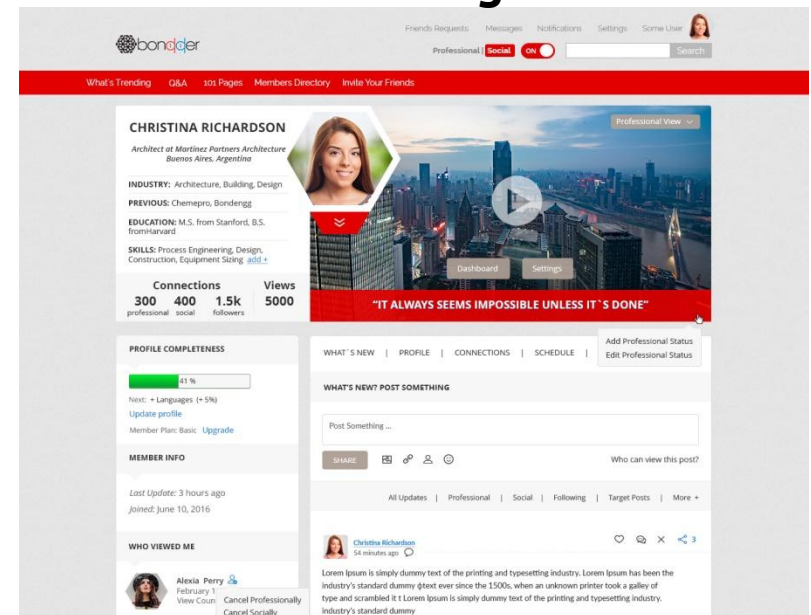 Friends Requests Messages Notifications Settings Some User
bondder
Professional | Social ON Search
What's Trending Q&A 101 Pages Members Directory Invite Your Friends
CHRISTINA RICHARDSON
Professional View
Architect at Martinez Partners Architecture
Buenos Aires, Argentina
INDUSTRY: Architecture, Building, Design
PREVIOUS: Chemepro, Bondengg
EDUCATION: M.S. from Stanford, B.S.
fromHarvard
SKILLS: Process Engineering, Design,
Construction, Equipment Sizing add +
Dashboard Settings
Connections Views
300 400 1.5k 5000
professional social followers
"IT ALWAYS SEEMS IMPOSSIBLE UNLESS IT`S DONE"
Add Professional Status
Edit Professional Status
PROFILE COMPLETENESS
41 %
Next: + Languages (+ 5%)
Update profile
Member Plan: Basic Upgrade
MEMBER INFO
Last Update: 3 hours ago
Joined: June 10, 2016
WHO VIEWED ME
Alexia Perry
February 1
View Coun
Cancel Professionally
Cancel Socially
WHAT`S NEW | PROFILE | CONNECTIONS | SCHEDULE |
WHAT'S NEW? POST SOMETHING
Post Something ...
SHARE Who can view this post?
All Updates | Professional | Social | Following | Target Posts | More +
Christina Richardson 3
54 minutes ago
Lorem Ipsum is simply dummy text of the printing and typesetting industry. Lorem Ipsum has been the
industry's standard dummy text ever since the 1500s, when an unknown printer took a galley of
type and scrambled it t Lorem Ipsum is simply dummy text of the printing and typesetting industry.
industry's standard dummy